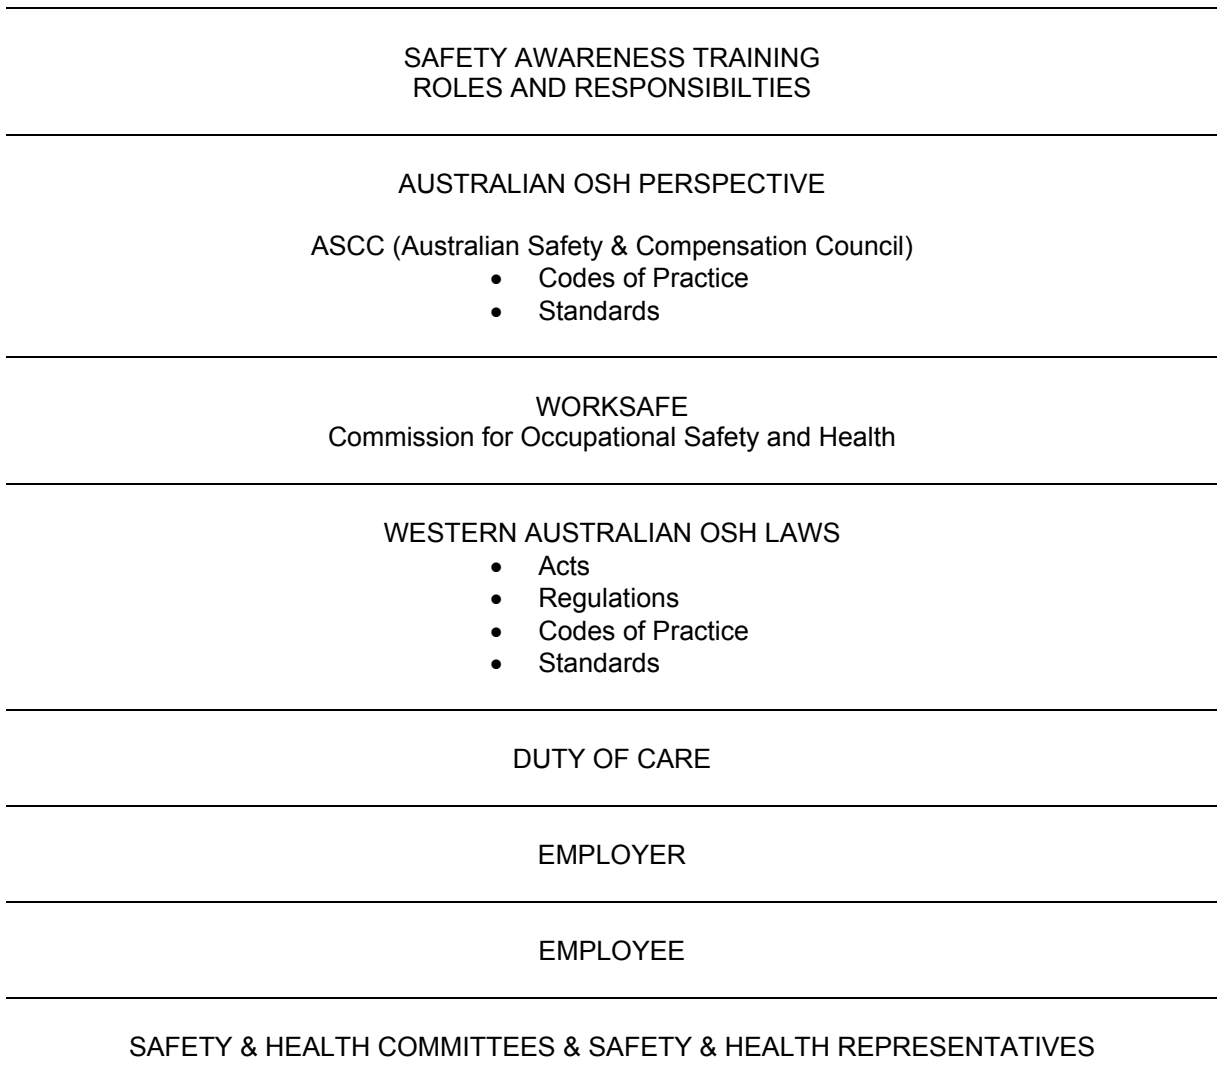 SAFETY AWARENESS TRAINING
ROLES AND RESPONSIBILTIES
AUSTRALIAN OSH PERSPECTIVE
ASCC (Australian Safety & Compensation Council)
• Codes of Practice
• Standards
WORKSAFE
Commission for Occupational Safety and Health
WESTERN AUSTRALIAN OSH LAWS
• Acts
• Regulations
• Codes of Practice
• Standards
DUTY OF CARE
EMPLOYER
EMPLOYEE
SAFETY & HEALTH COMMITTEES & SAFETY & HEALTH REPRESENTATIVES